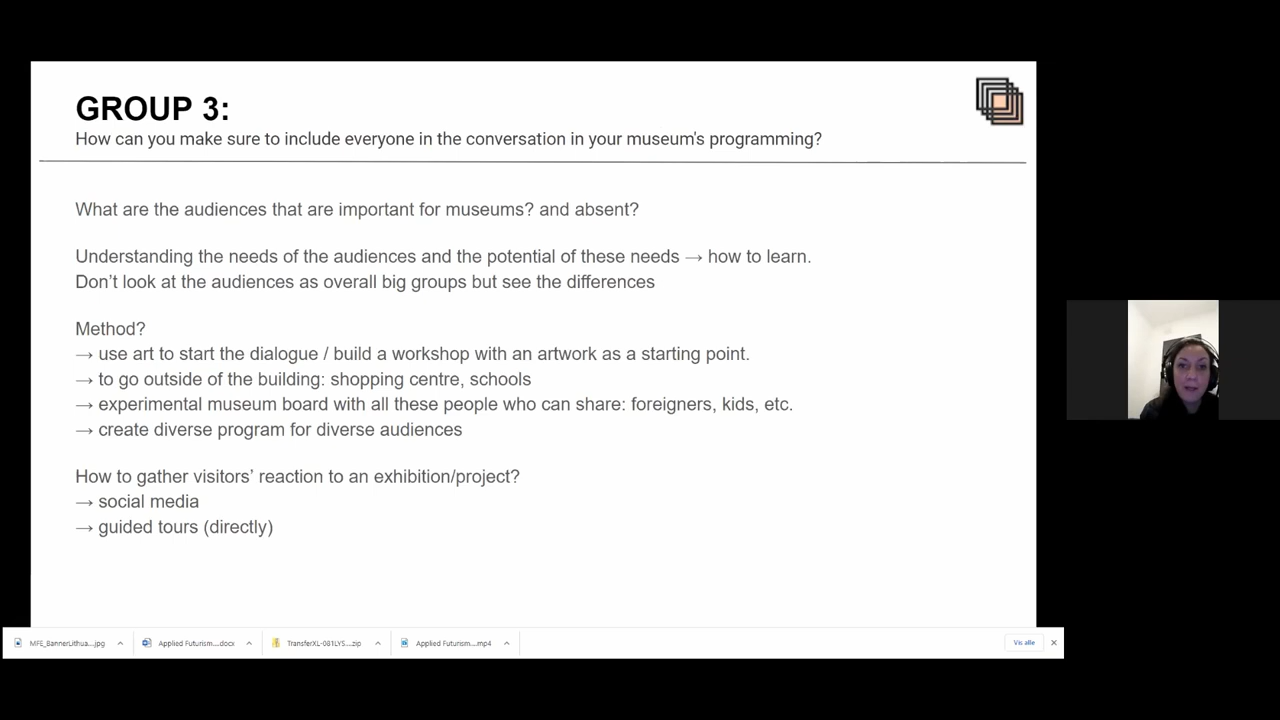 GROUP 3:
How can you make sure to include everyone in the conversation in your museum's programming?
What are the audiences that are important for museums? and absent?
Understanding the needs of the audiences and the potential of these needs → how to learn.
Don't look at the audiences as overall big groups but see the differences
Method?
→ use art to start the dialogue / build a workshop with an artwork as a starting point.
→ to go outside of the building: shopping centre, schools
→ experimental museum board with all these people who can share: foreigners, kids, etc.
→ create diverse program for diverse audiences
How to gather visitors' reaction to an exhibition/project?
→ social media
→ guided tours (directly)
MFE_BannerLithua....jpg
Applied Futurism....docx
TransferXL-081LYS....zip
Applied Futurism....mp4
Vis alle